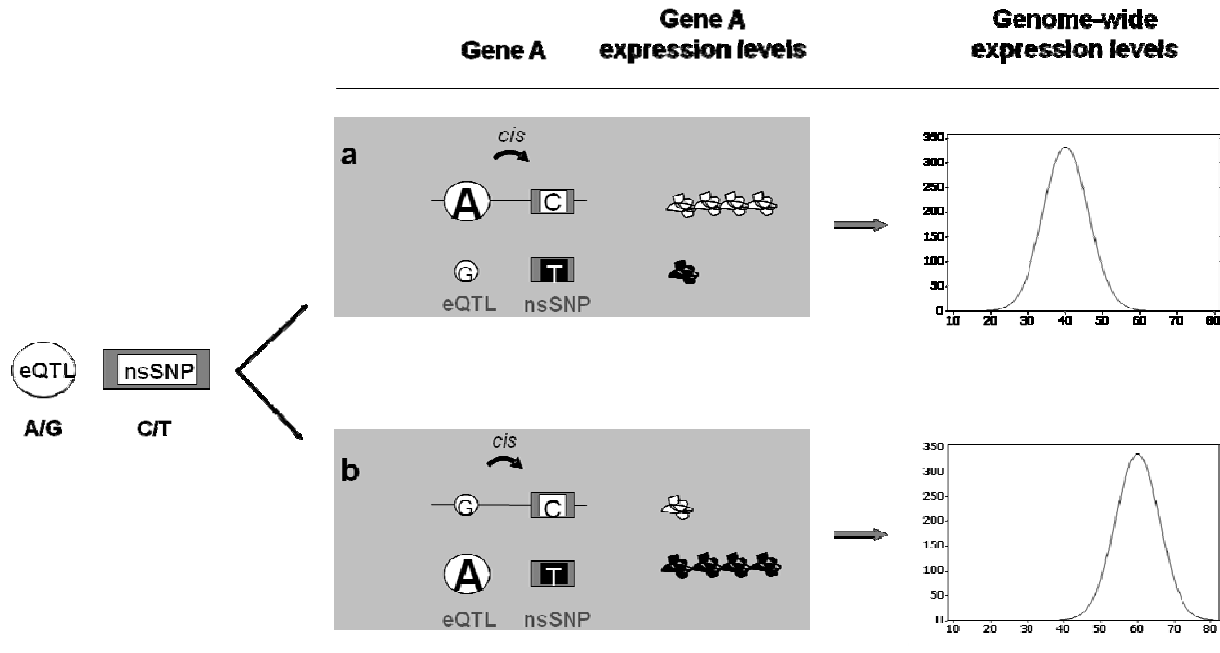 Gene A
Gene A
expression levels
Genome-wide
expression levels
a
cis
A
C
G
T
eQTL
nsSNP
350
300
250
200
150
100
50
0
10 20 30 40 50 60 70 80
eQTL
nsSNP
A/G
C/T
b
cis
G
C
A
T
eQTL
nsSNP
350
300
250
200
150
100
50
0
10 20 30 40 50 60 70 80